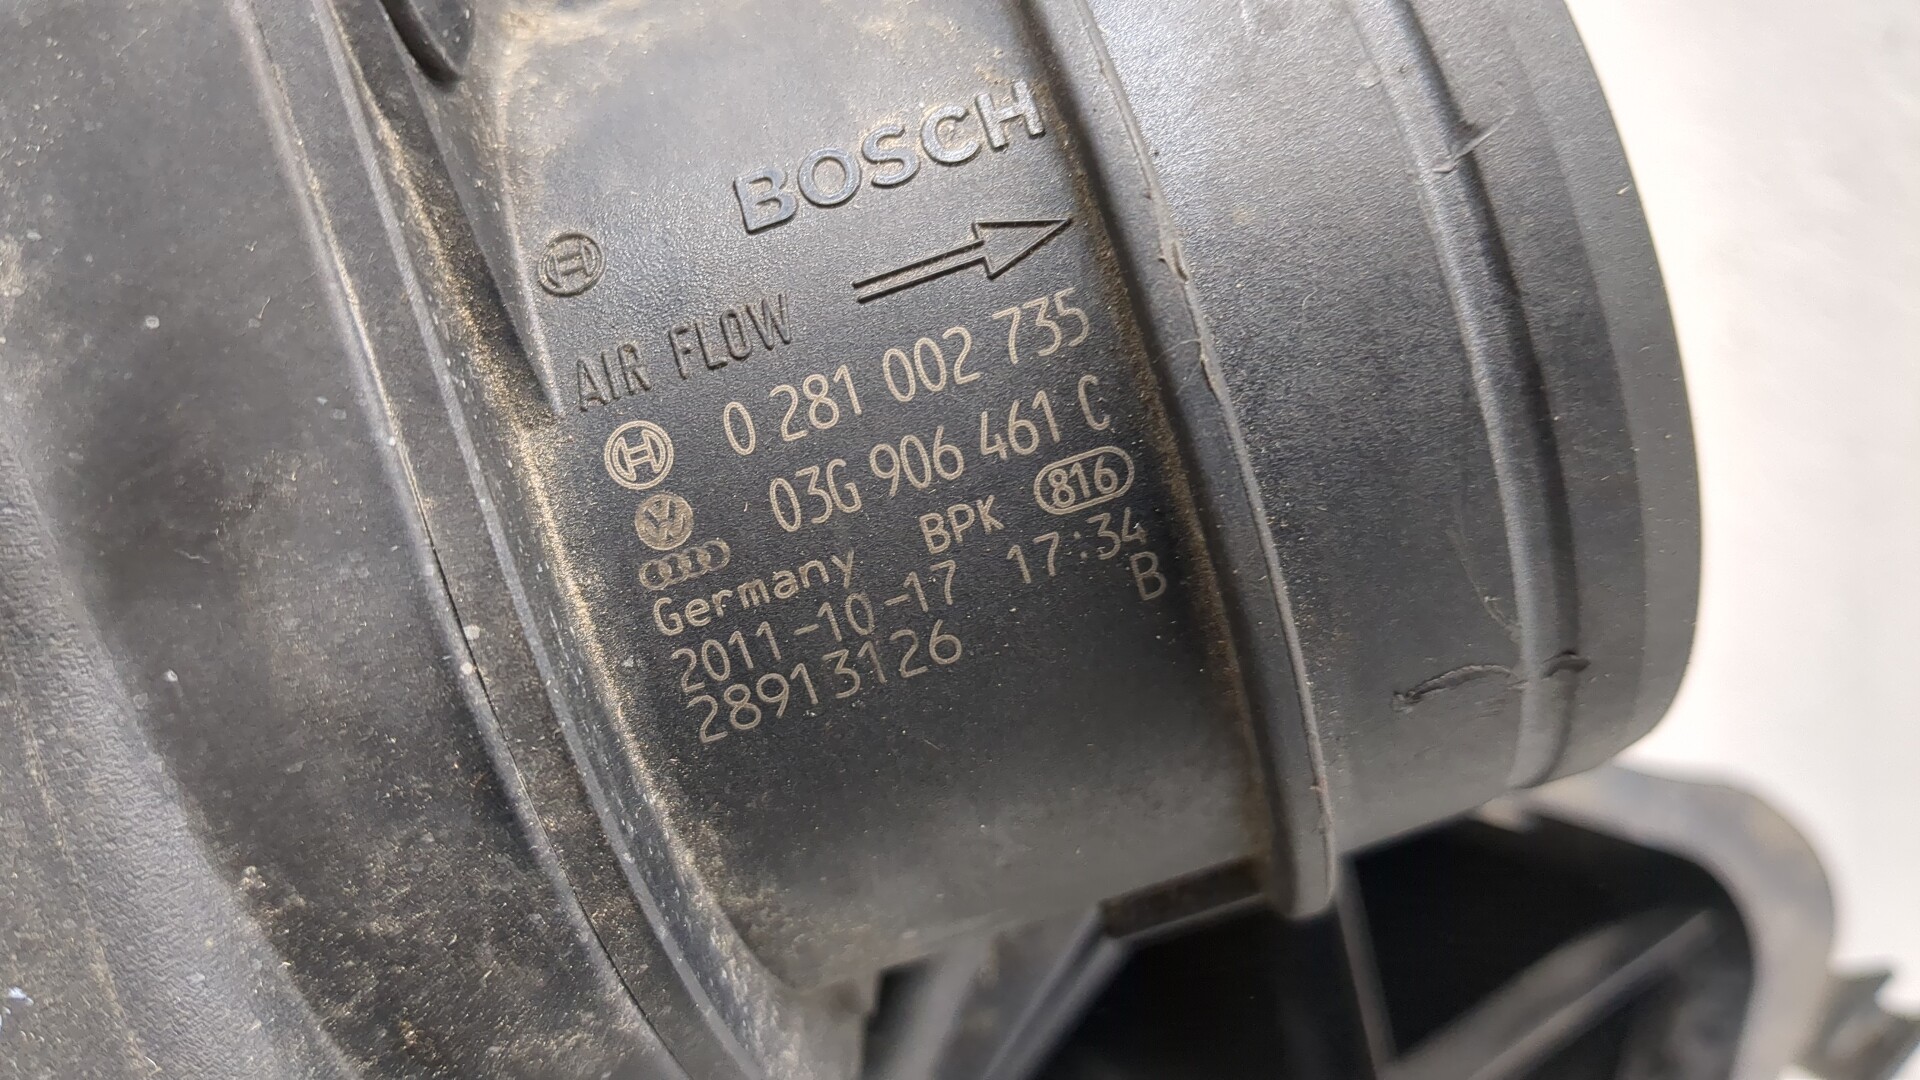 BOSCH
AIR FLOW
0 281 002 735
03G 906 461 C
Germany BPK 816
2011-10-17 17:34
28913126 B